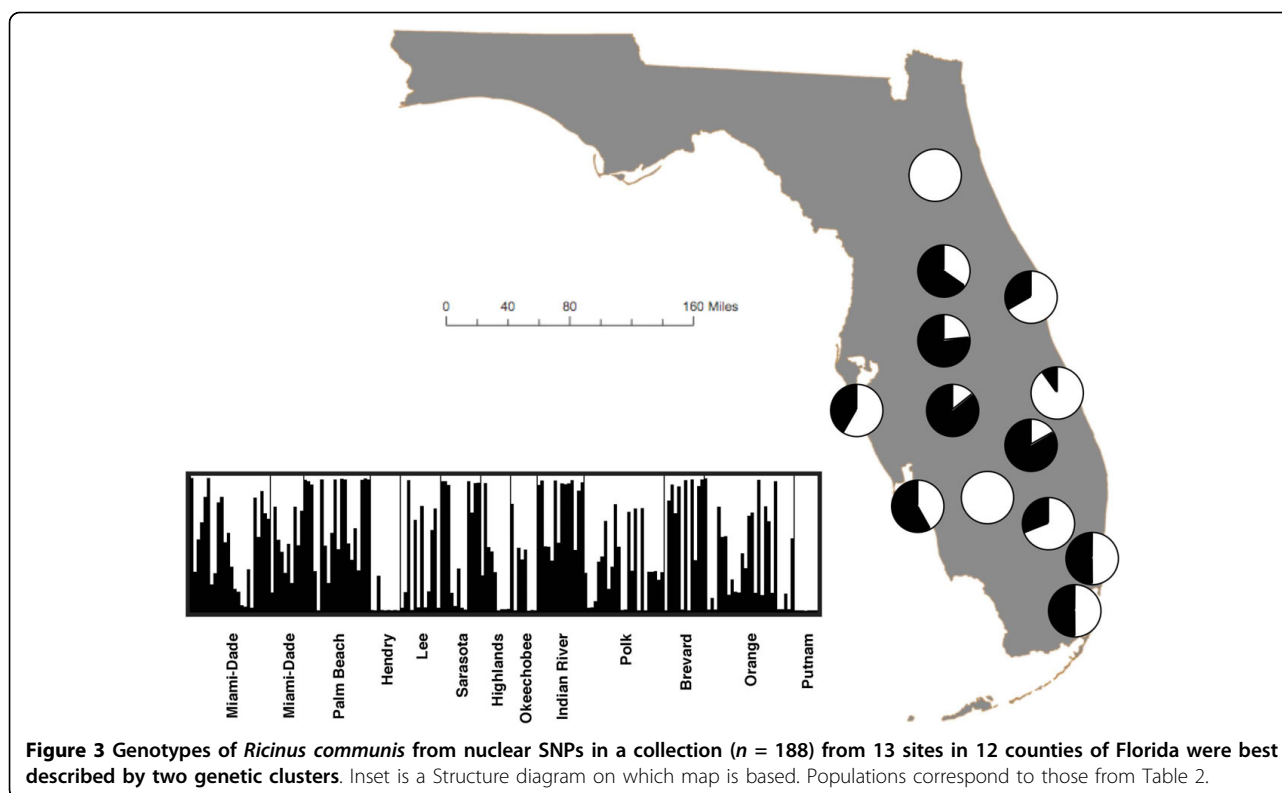 0 40 80 160 Miles
Miami-Dade
Miami-Dade
Palm Beach
Hendry
Lee
Sarasota
Highlands
Okeechobee
Indian River
Polk
Brevard
Orange
Putnam
Figure 3 Genotypes of Ricinus communis from nuclear SNPs in a collection (n = 188) from 13 sites in 12 counties of Florida were best
described by two genetic clusters. Inset is a Structure diagram on which map is based. Populations correspond to those from Table 2.